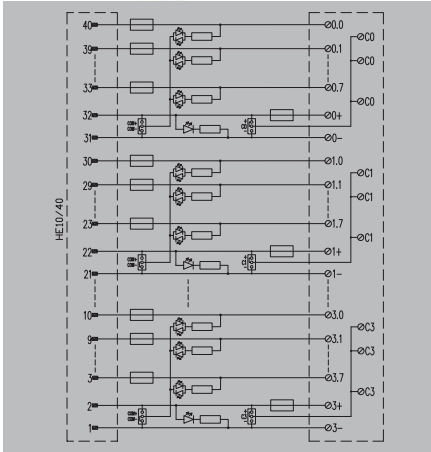 40 0.0
C0
39 0.1
C0
33 0.7
C0
32 0+
31 0-
30 1.0
C1
29 1.1
C1
HE10/40
23 1.7
C1
22 1+
21 1-
10 3.0
C3
9 3.1
C3
3 3.7
C3
2 3+
1 3-